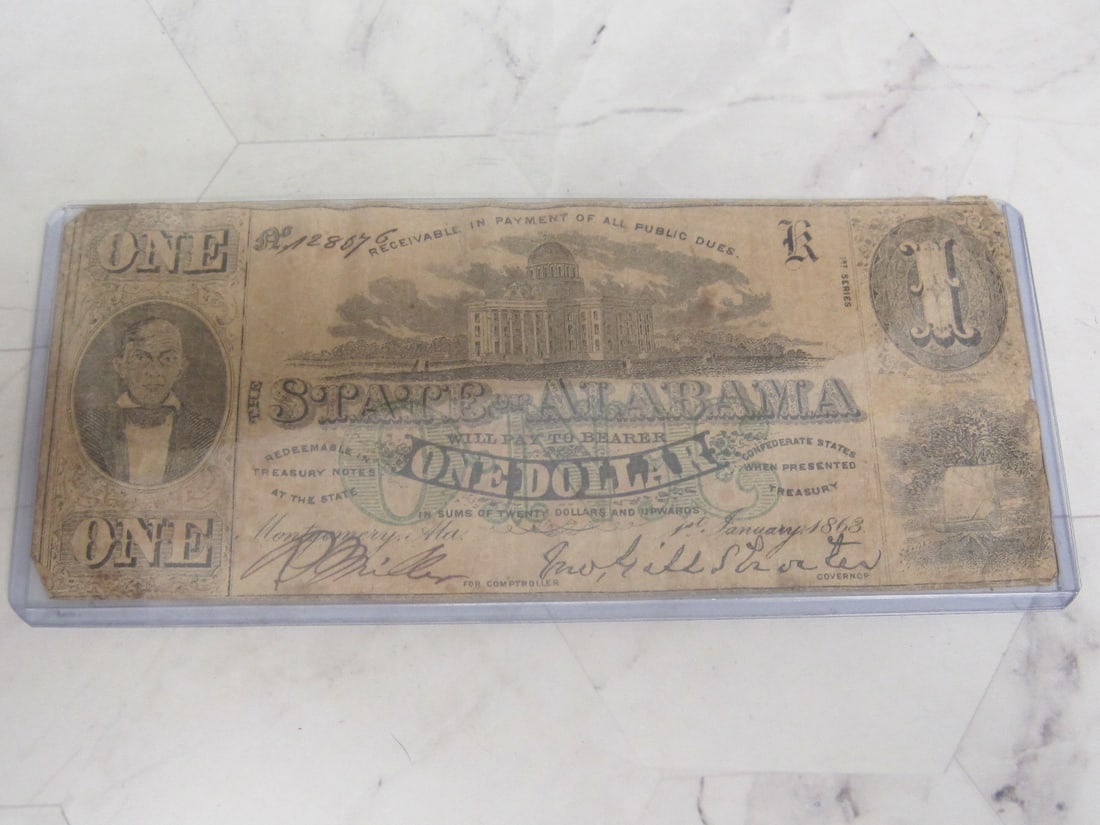 ONE
No. 128676
RECEIVABLE IN PAYMENT OF ALL PUBLIC DUES.
K
1ST SERIES
1
THE STATE OF ALABAMA
WILL PAY TO BEARER
ONE DOLLAR
REDEEMABLE IN
TREASURY NOTES
AT THE STATE
CONFEDERATE STATES
WHEN PRESENTED
TREASURY
IN SUMS OF TWENTY DOLLARS AND UPWARDS
ONE
Montgomery, Ala. 1st. January, 1863.
FOR COMPTROLLER
GOVERNOR
ONE